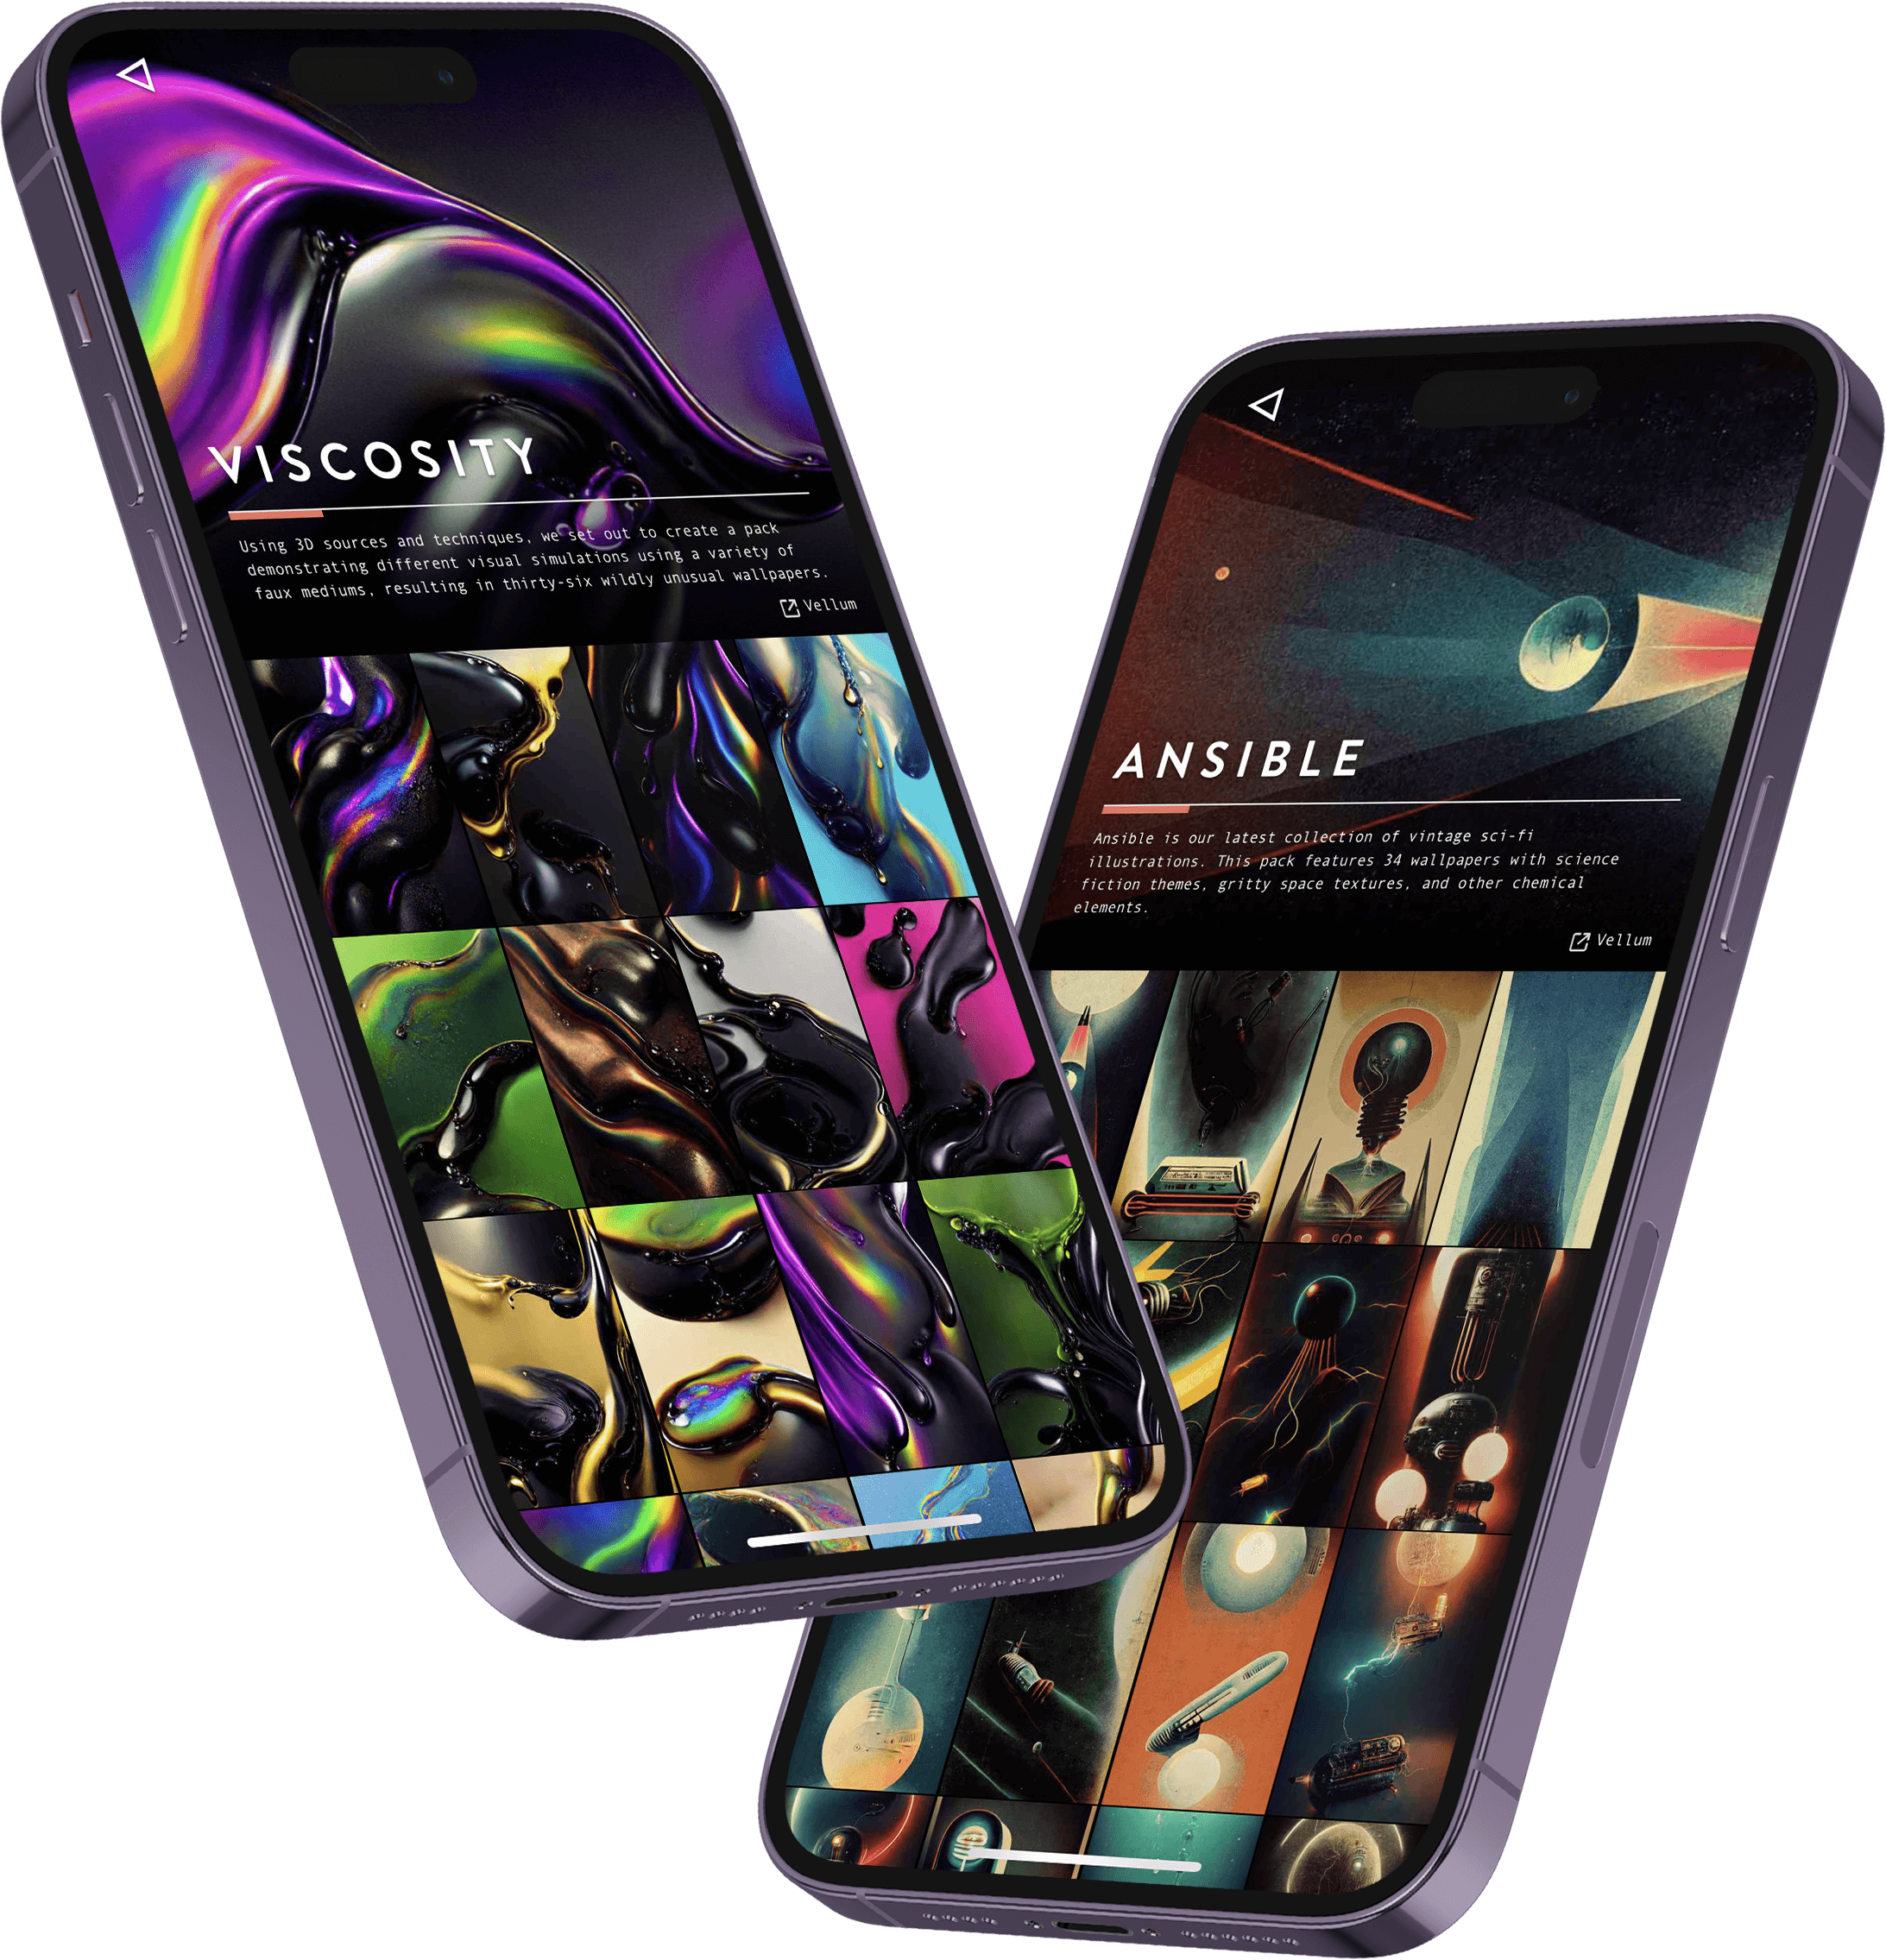 VISCOSITY
Using 3D sources and techniques, we set out to create a pack
demonstrating different visual simulations using a variety of
faux mediums, resulting in thirty-six wildly unusual wallpapers.
Vellum
ANSIBLE
Ansible is our latest collection of vintage sci-fi
illustrations. This pack features 34 wallpapers with science
fiction themes, gritty space textures, and other chemical
elements.
Vellum